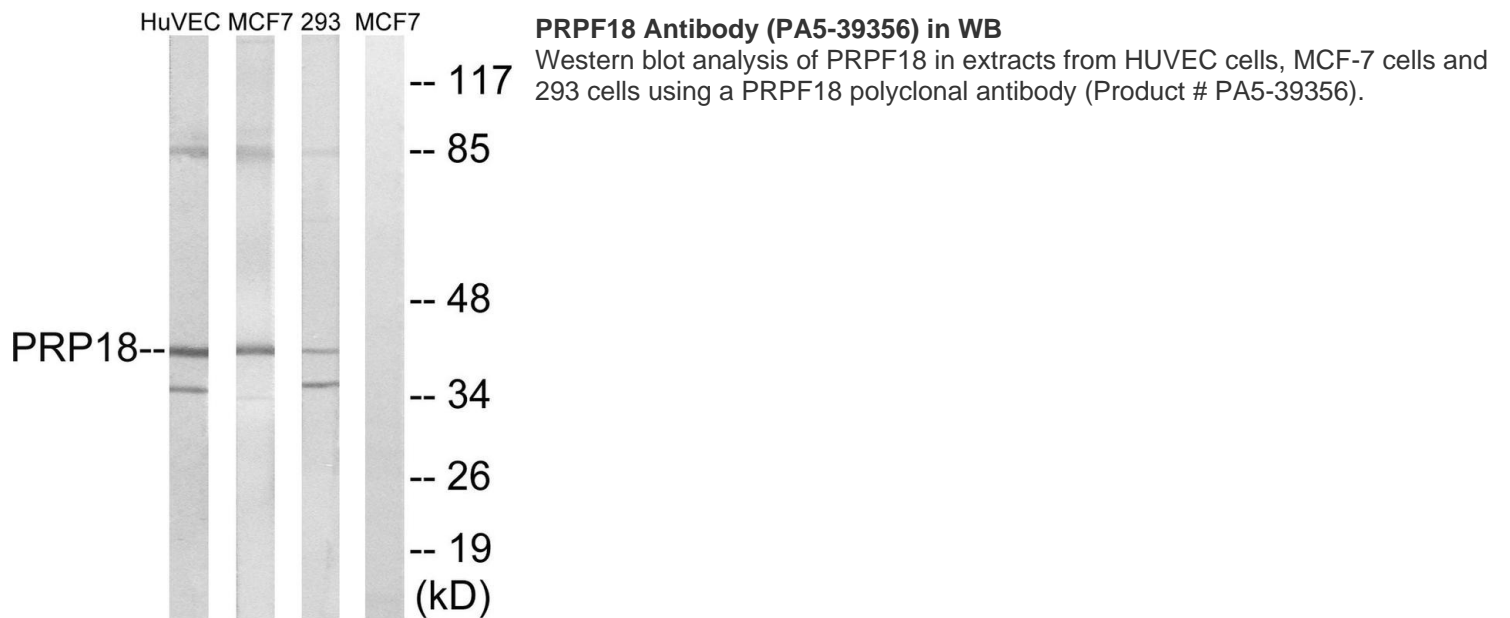 HuVEC MCF7 293 MCF7
PRPF18 Antibody (PA5-39356) in WB
Western blot analysis of PRPF18 in extracts from HUVEC cells, MCF-7 cells and
293 cells using a PRPF18 polyclonal antibody (Product # PA5-39356).
-- 117
-- 85
-- 48
PRP18--
-- 34
-- 26
-- 19
(kD)